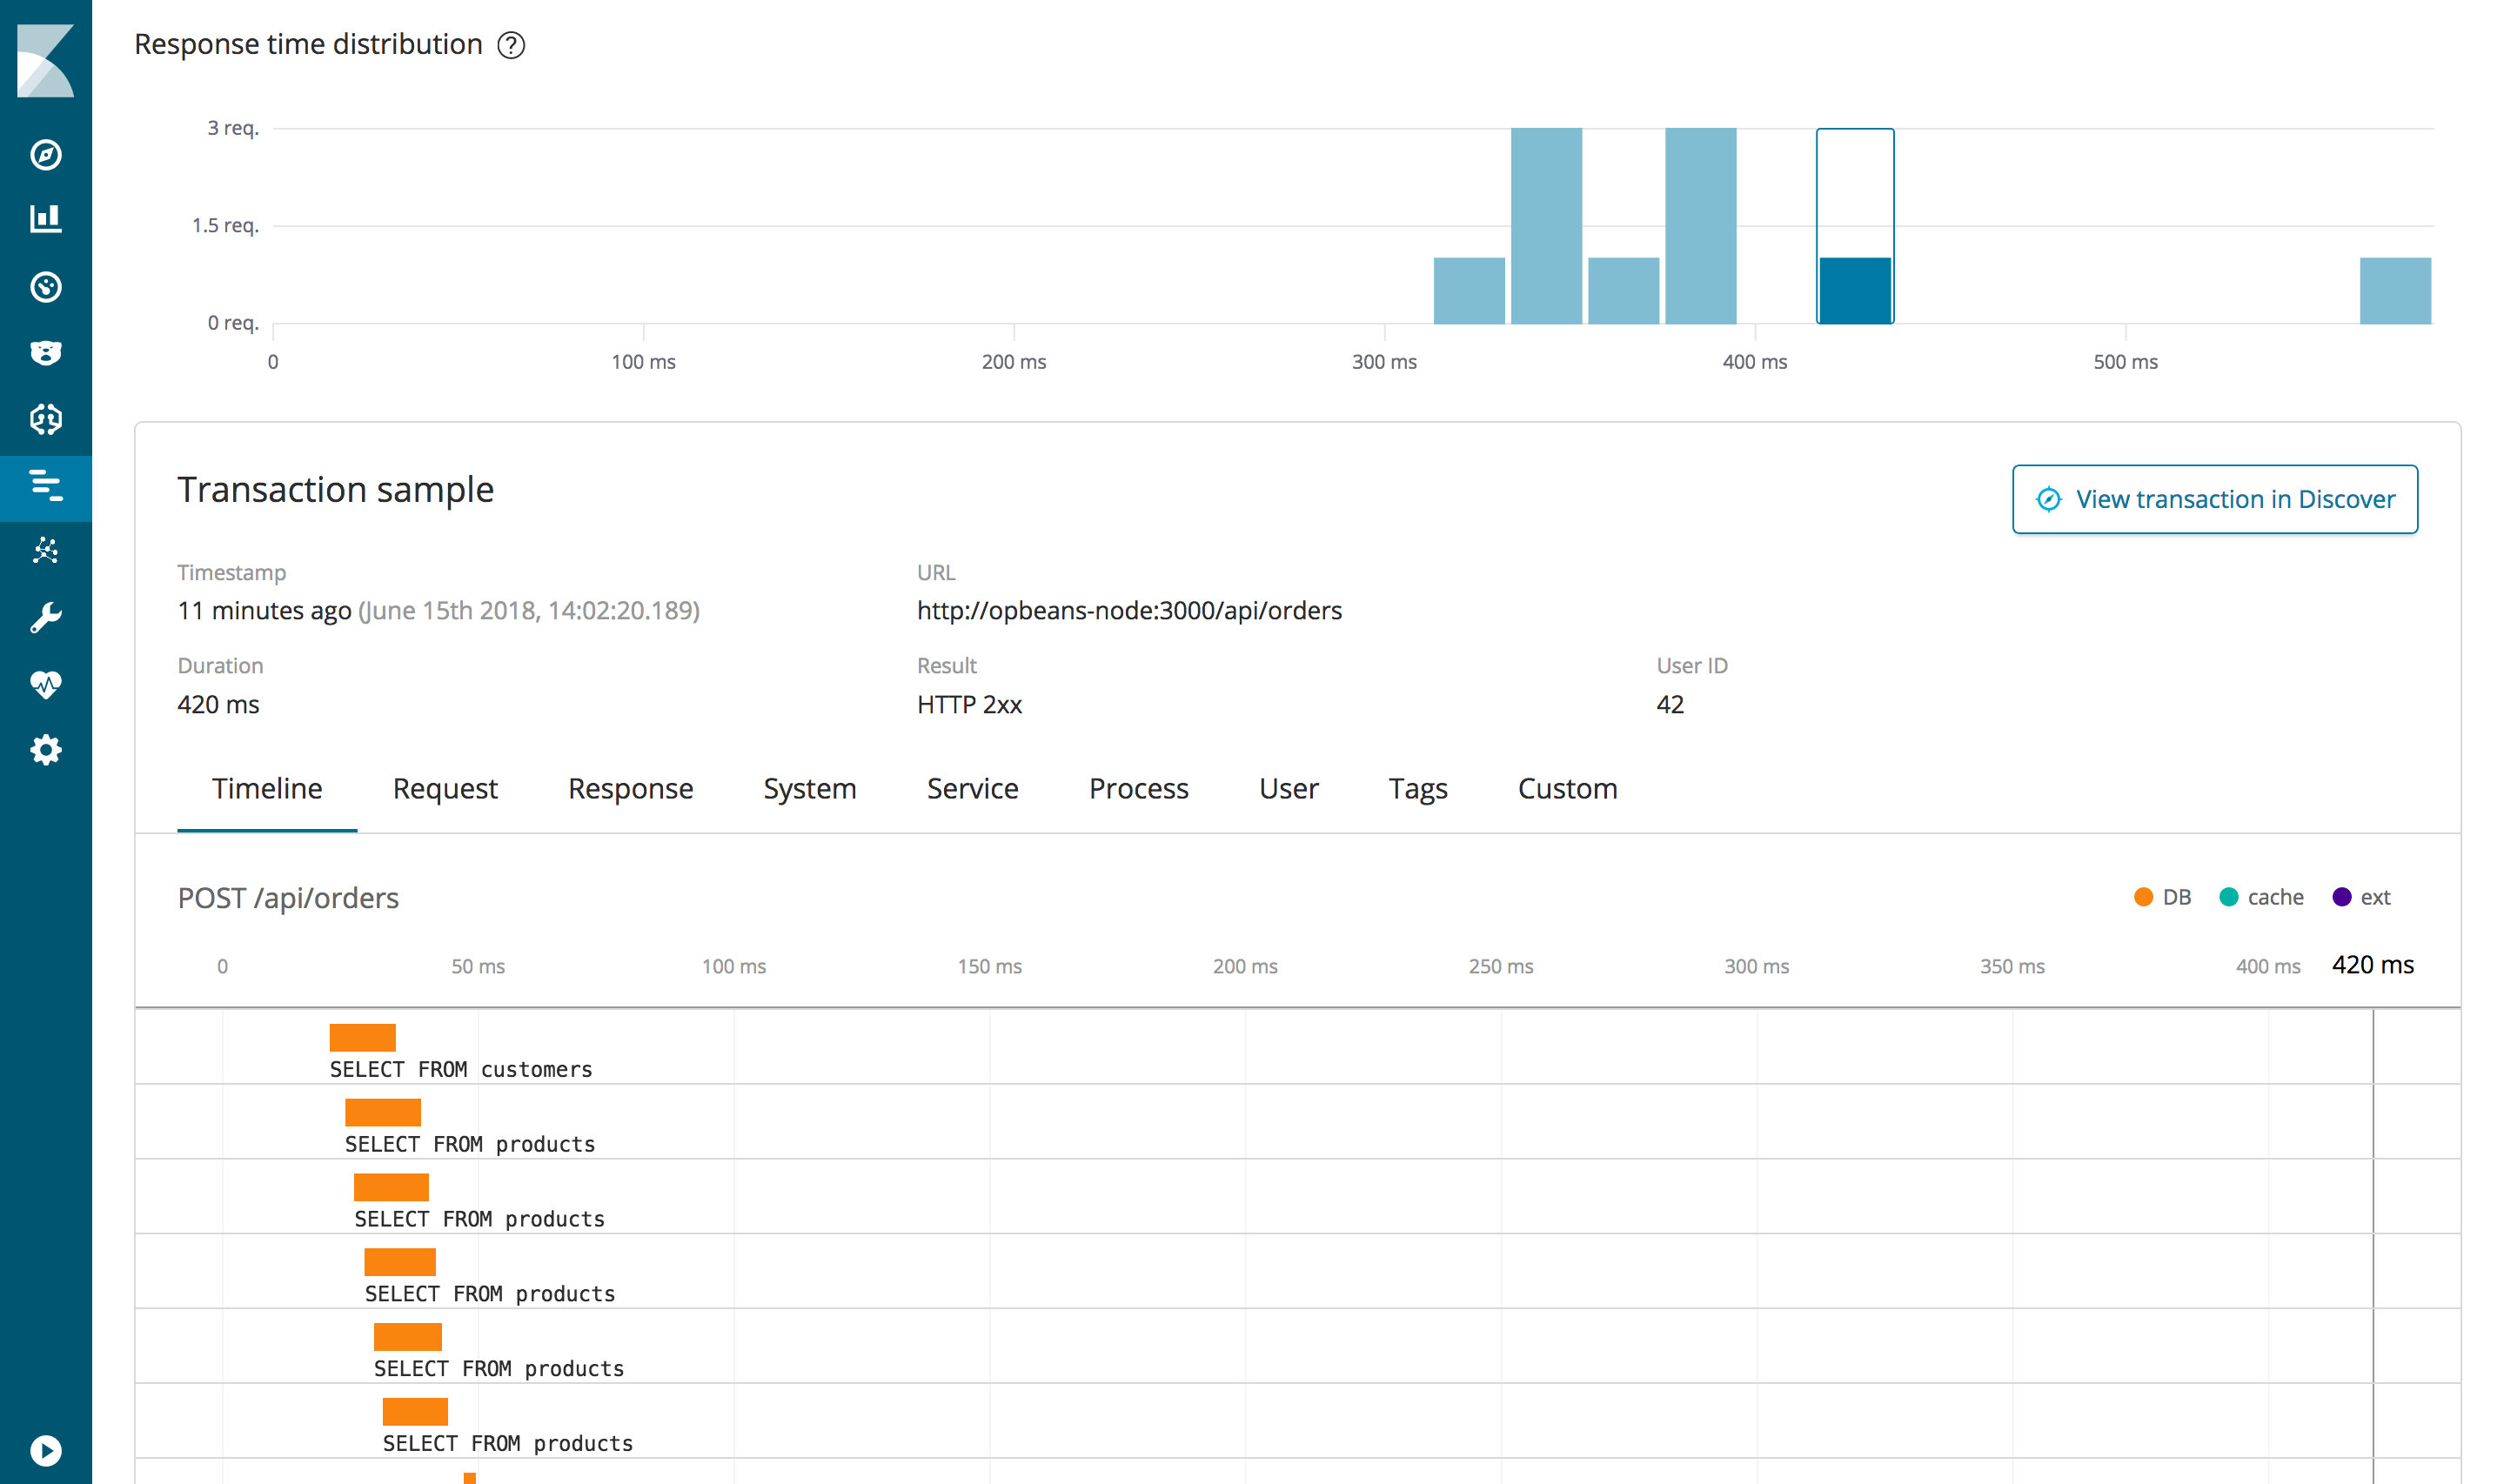 Response time distribution ?
3 req.
1.5 req.
0 req.
0 100 ms 200 ms 300 ms 400 ms 500 ms
Transaction sample
View transaction in Discover
Timestamp URL
11 minutes ago (June 15th 2018, 14:02:20.189) http://opbeans-node:3000/api/orders
Duration Result User ID
420 ms HTTP 2xx 42
Timeline Request Response System Service Process User Tags Custom
POST /api/orders DB cache ext
0 50 ms 100 ms 150 ms 200 ms 250 ms 300 ms 350 ms 400 ms 420 ms
SELECT FROM customers
SELECT FROM products
SELECT FROM products
SELECT FROM products
SELECT FROM products
SELECT FROM products